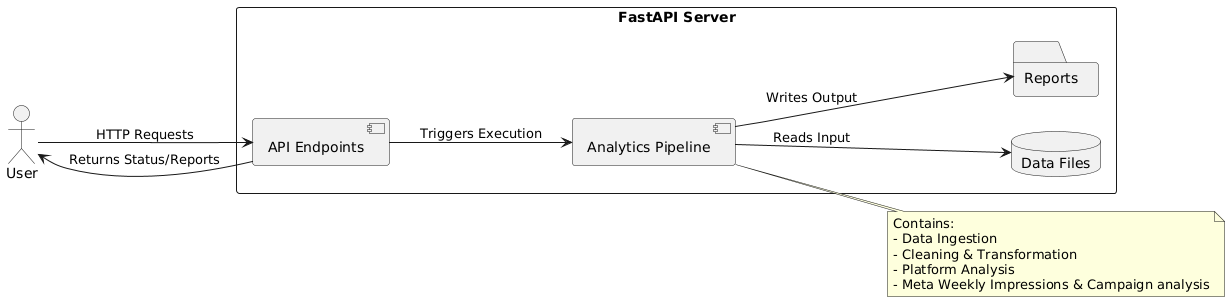 FastAPI Server
Reports
Writes Output
HTTP Requests
Triggers Execution
API Endpoints
Analytics Pipeline
Reads Input
Returns Status/Reports
Data Files
User
Contains:
- Data Ingestion
- Cleaning & Transformation
- Platform Analysis
- Meta Weekly Impressions & Campaign analysis